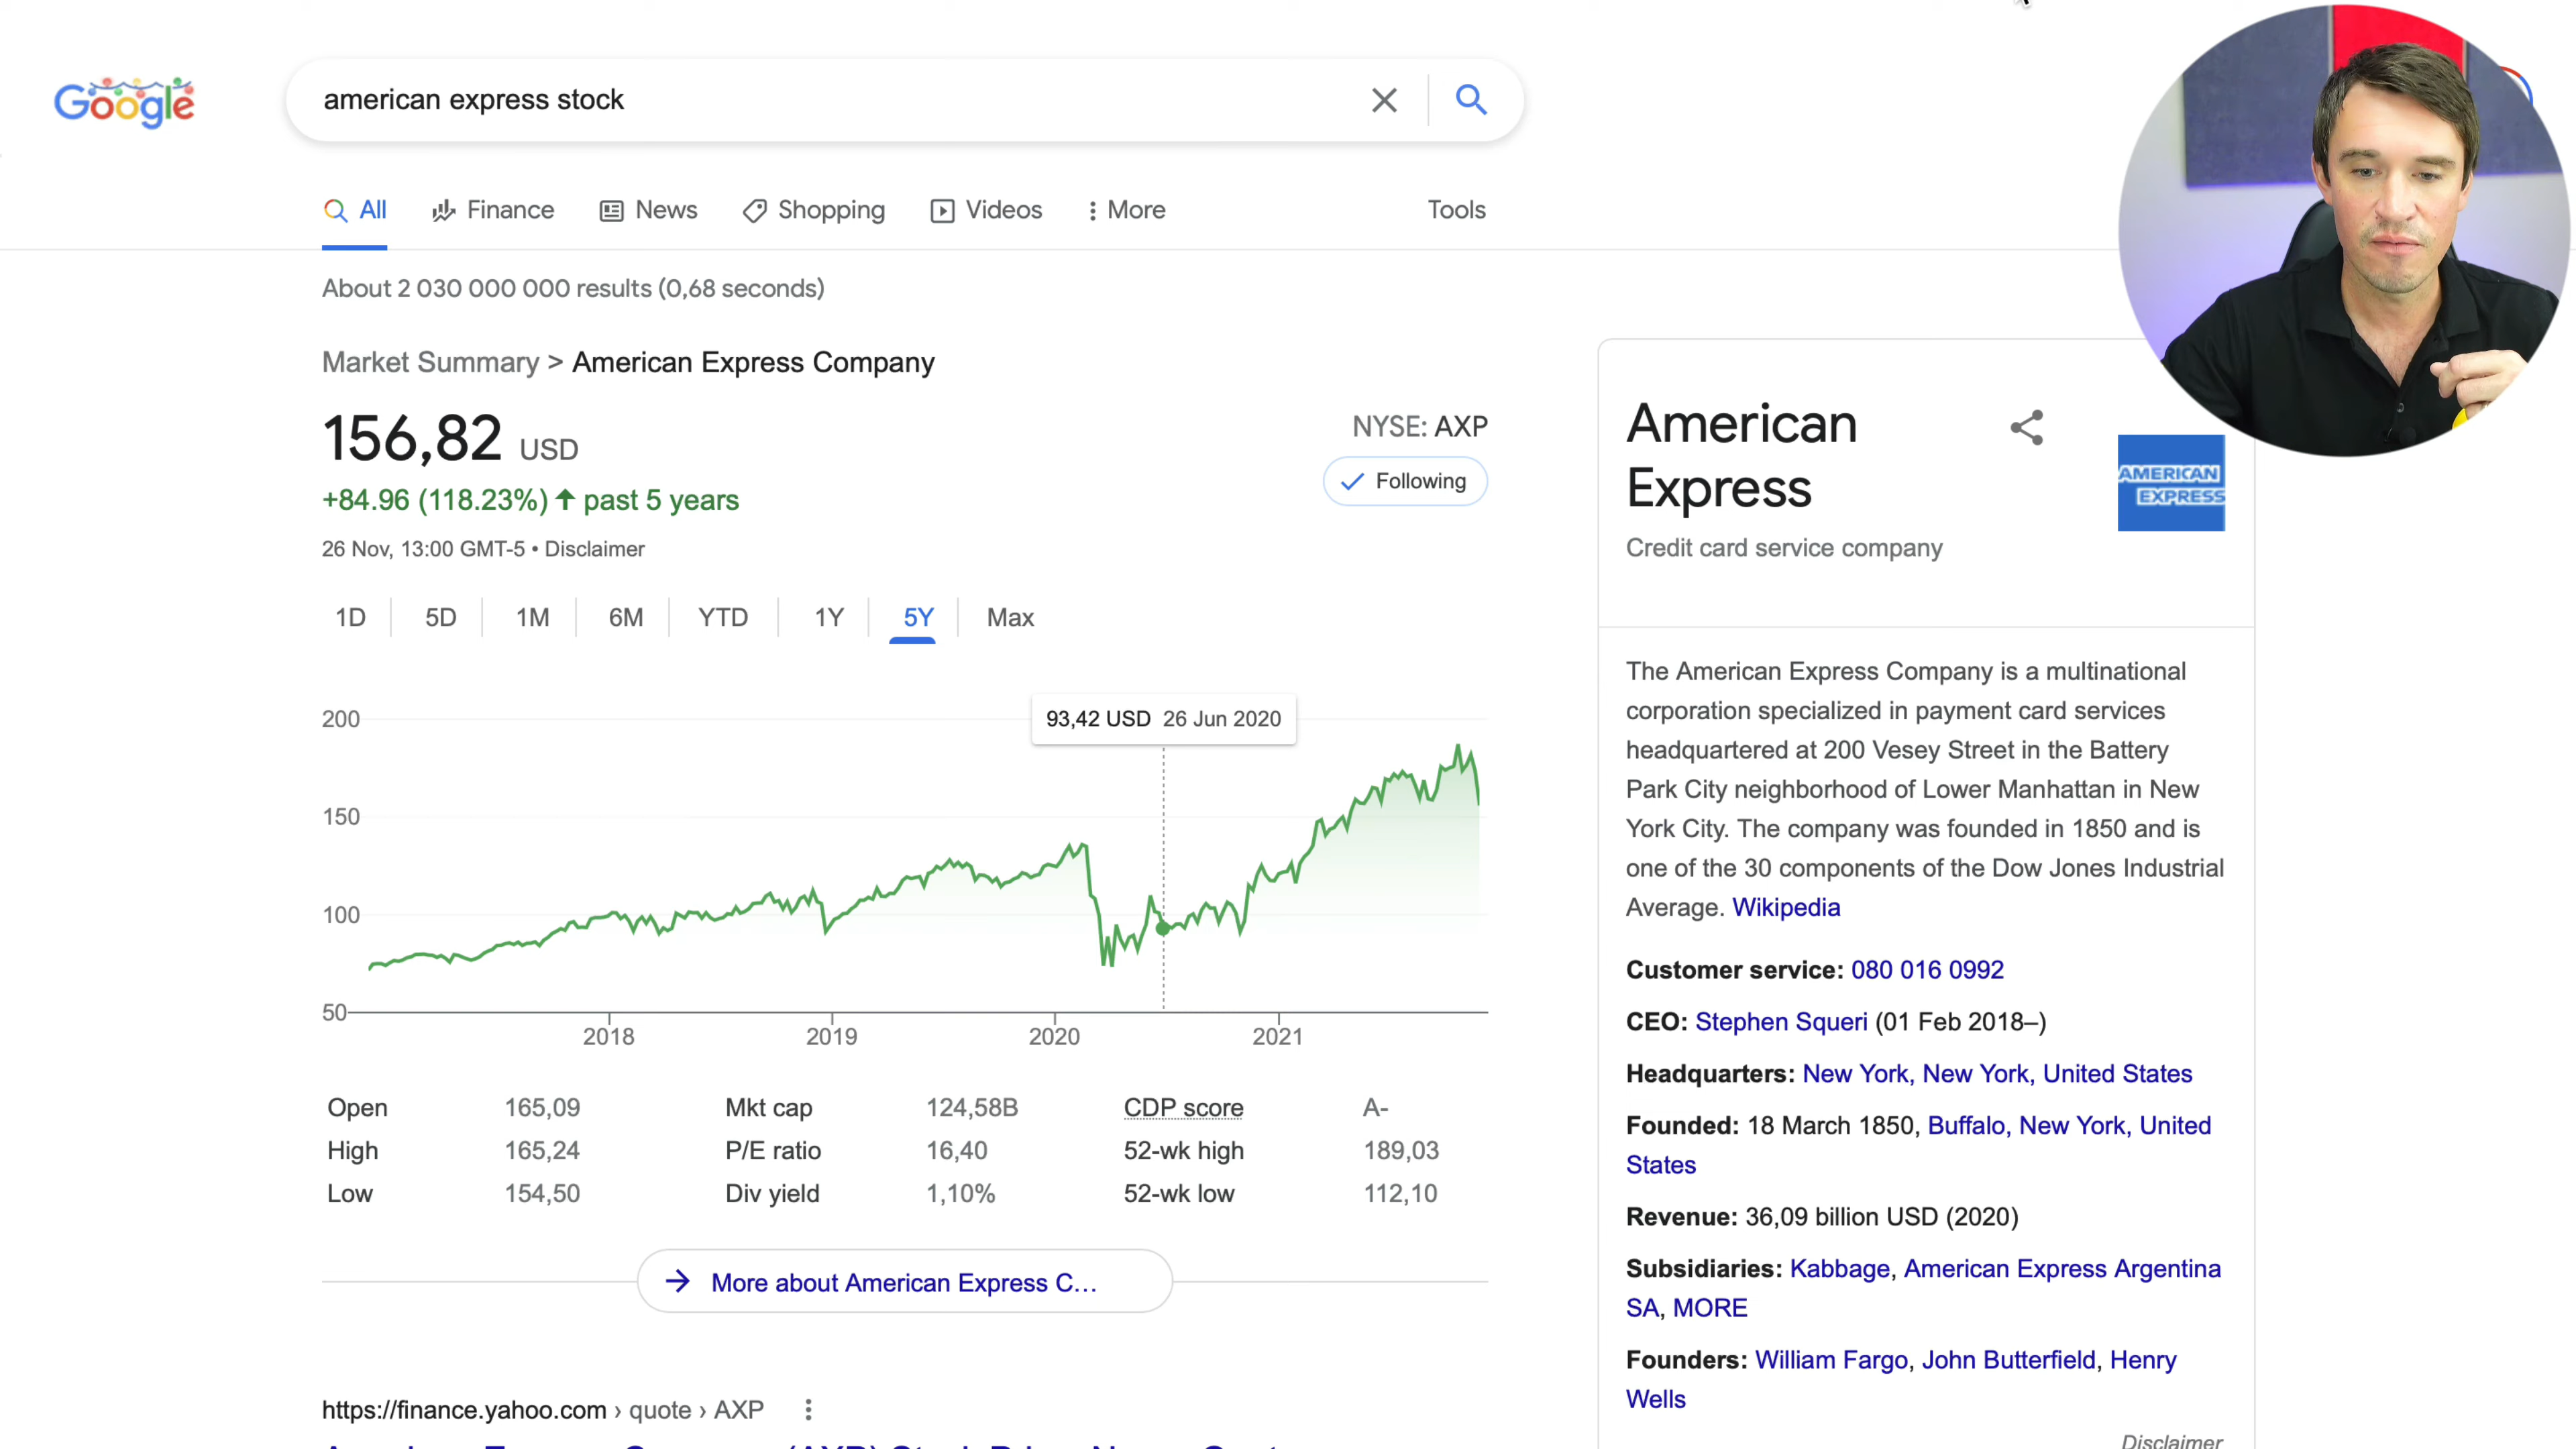 Google
american express stock
All
Finance
News
Shopping
Videos
More
Tools
About 2 030 000 000 results (0,68 seconds)
Market Summary > American Express Company
156,82 USD
NYSE: AXP
+84.96 (118.23%) past 5 years
Following
26 Nov, 13:00 GMT-5 • Disclaimer
1D
5D
1M
6M
YTD
1Y
5Y
Max
93,42 USD 26 Jun 2020
200
150
100
50
2018
2019
2020
2021
Open 165,09 Mkt cap 124,58B CDP score A-
High 165,24 P/E ratio 16,40 52-wk high 189,03
Low 154,50 Div yield 1,10% 52-wk low 112,10
More about American Express C...
https://finance.yahoo.com › quote › AXP
American
Express
Credit card service company
AMERICAN
EXPRESS
The American Express Company is a multinational
corporation specialized in payment card services
headquartered at 200 Vesey Street in the Battery
Park City neighborhood of Lower Manhattan in New
York City. The company was founded in 1850 and is
one of the 30 components of the Dow Jones Industrial
Average. Wikipedia
Customer service: 080 016 0992
CEO: Stephen Squeri (01 Feb 2018–)
Headquarters: New York, New York, United States
Founded: 18 March 1850, Buffalo, New York, United
States
Revenue: 36,09 billion USD (2020)
Subsidiaries: Kabbage, American Express Argentina
SA, MORE
Founders: William Fargo, John Butterfield, Henry
Wells
Disclaimer